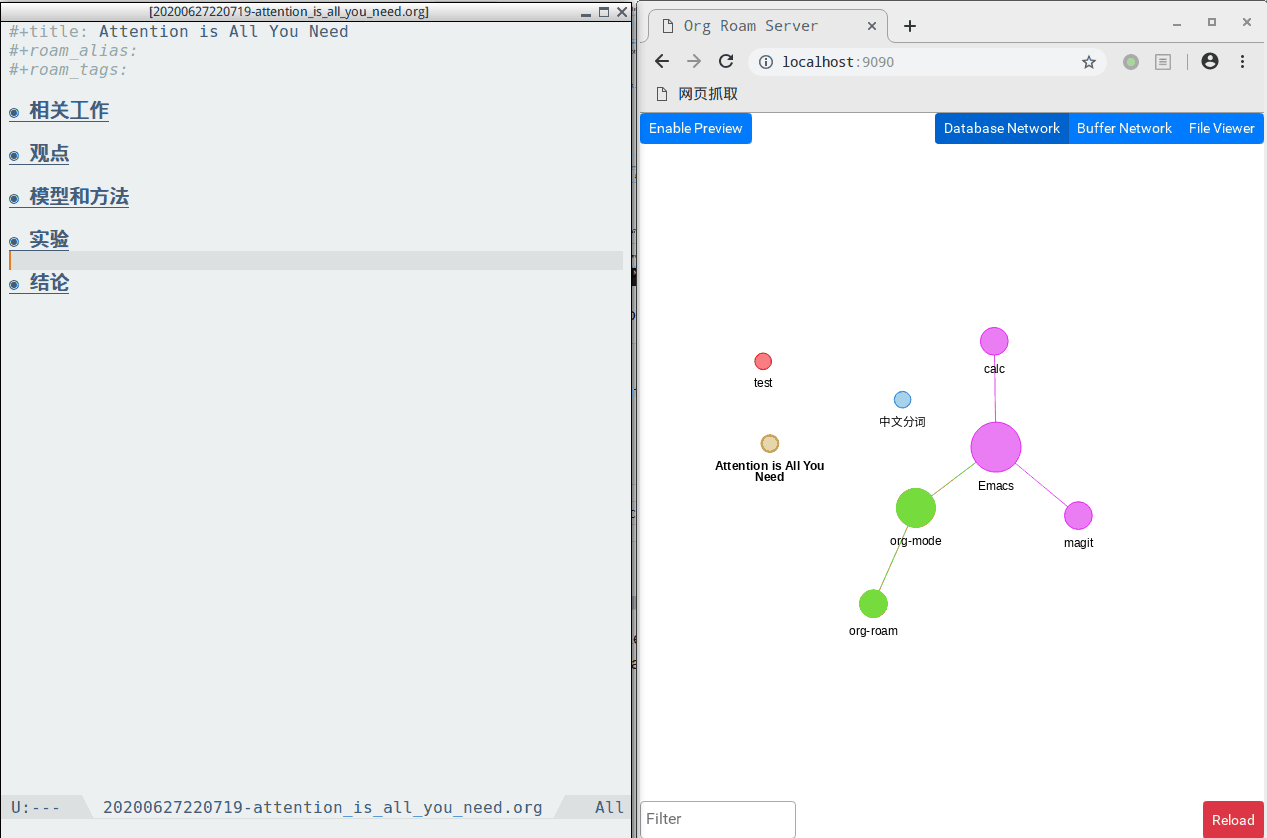 [20200627220719-attention_is_all_you_need.org]
#+title: Attention is All You Need
#+roam_alias:
#+roam_tags:
相关工作
观点
模型和方法
实验
结论
U:--- 20200627220719-attention_is_all_you_need.org All
Org Roam Server
localhost:9090
网页抓取
Enable Preview
Database Network Buffer Network File Viewer
calc
test
中文分词
Attention is All You
Need
Emacs
org-mode
magit
org-roam
Filter
Reload